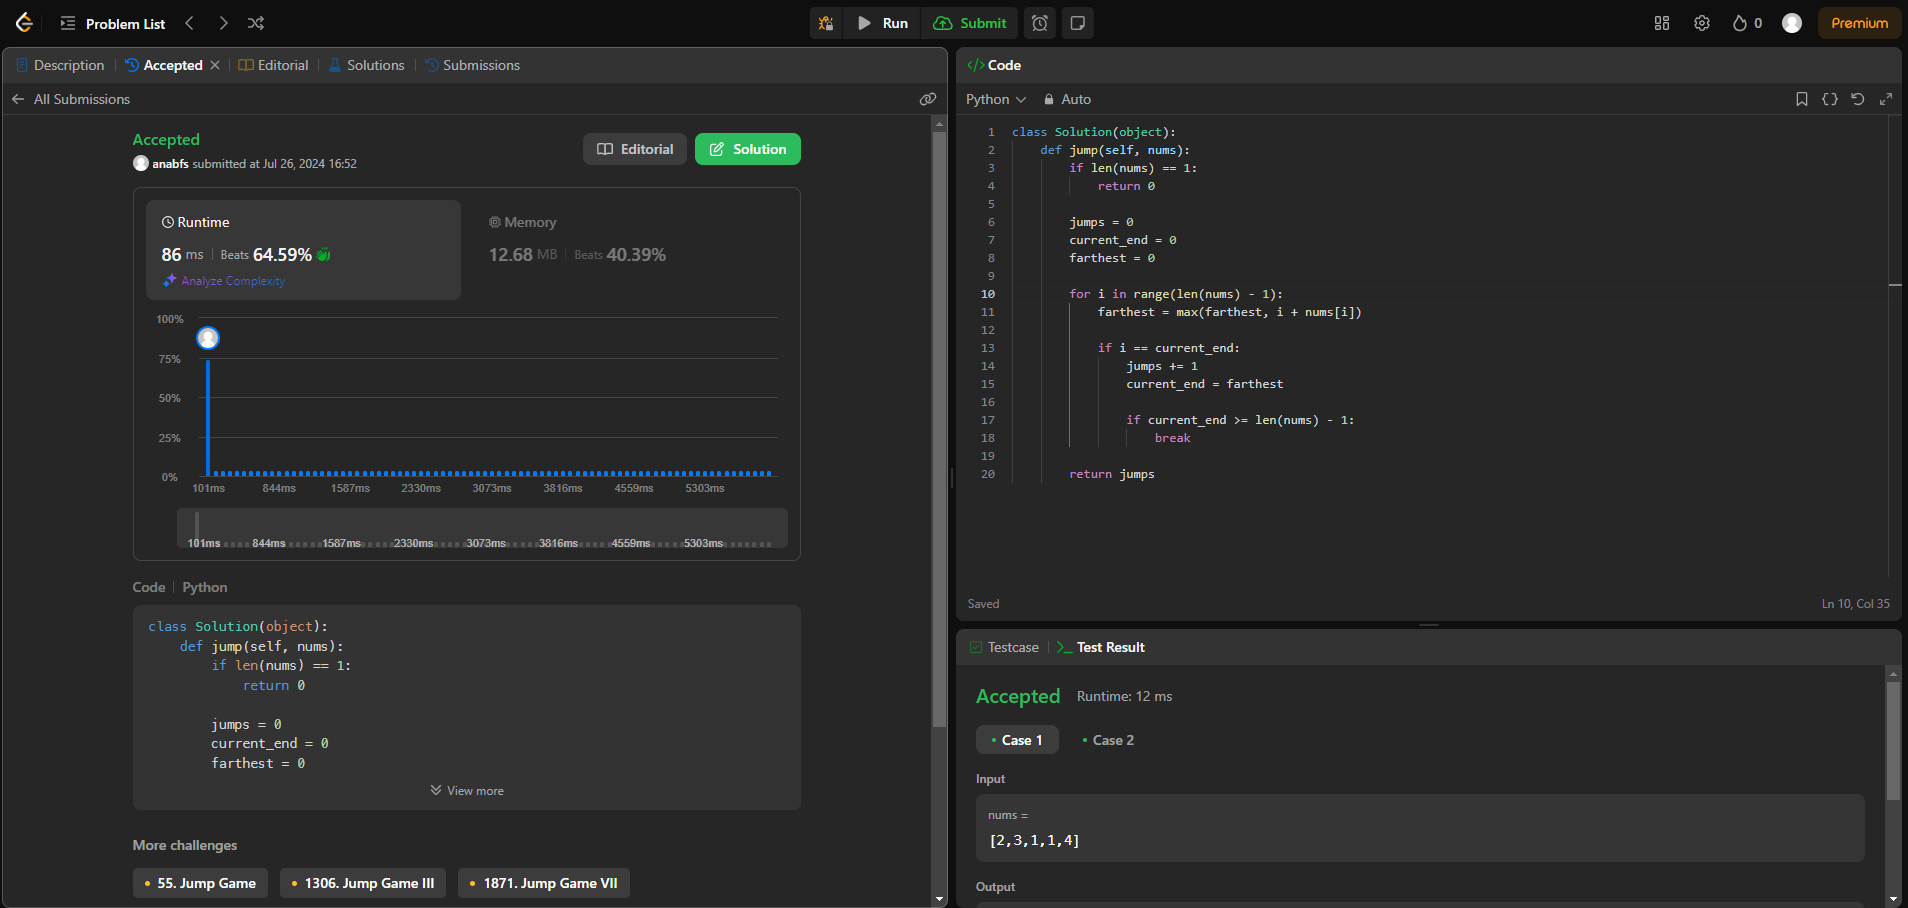 Problem List
Run
Submit
0
Premium
Description
Accepted
Editorial
Solutions
Submissions
All Submissions
Accepted
anabfs submitted at Jul 26, 2024 16:52
Editorial
Solution
Runtime
86 ms
Beats 64.59%
Analyze Complexity
Memory
12.68 MB
Beats 40.39%
100%
75%
50%
25%
0%
101ms 844ms 1587ms 2330ms 3073ms 3816ms 4559ms 5303ms
101ms 844ms 1587ms 2330ms 3073ms 3816ms 4559ms 5303ms
Code
Python
class Solution(object):
    def jump(self, nums):
        if len(nums) == 1:
            return 0

        jumps = 0
        current_end = 0
        farthest = 0
View more
More challenges
55. Jump Game
1306. Jump Game III
1871. Jump Game VII
</> Code
Python
Auto
1 class Solution(object):
2     def jump(self, nums):
3         if len(nums) == 1:
4             return 0
5
6         jumps = 0
7         current_end = 0
8         farthest = 0
9
10         for i in range(len(nums) - 1):
11             farthest = max(farthest, i + nums[i])
12
13             if i == current_end:
14                 jumps += 1
15                 current_end = farthest
16
17                 if current_end >= len(nums) - 1:
18                     break
19
20         return jumps
Saved
Ln 10, Col 35
Testcase
Test Result
Accepted
Runtime: 12 ms
Case 1
Case 2
Input
nums =
[2,3,1,1,4]
Output